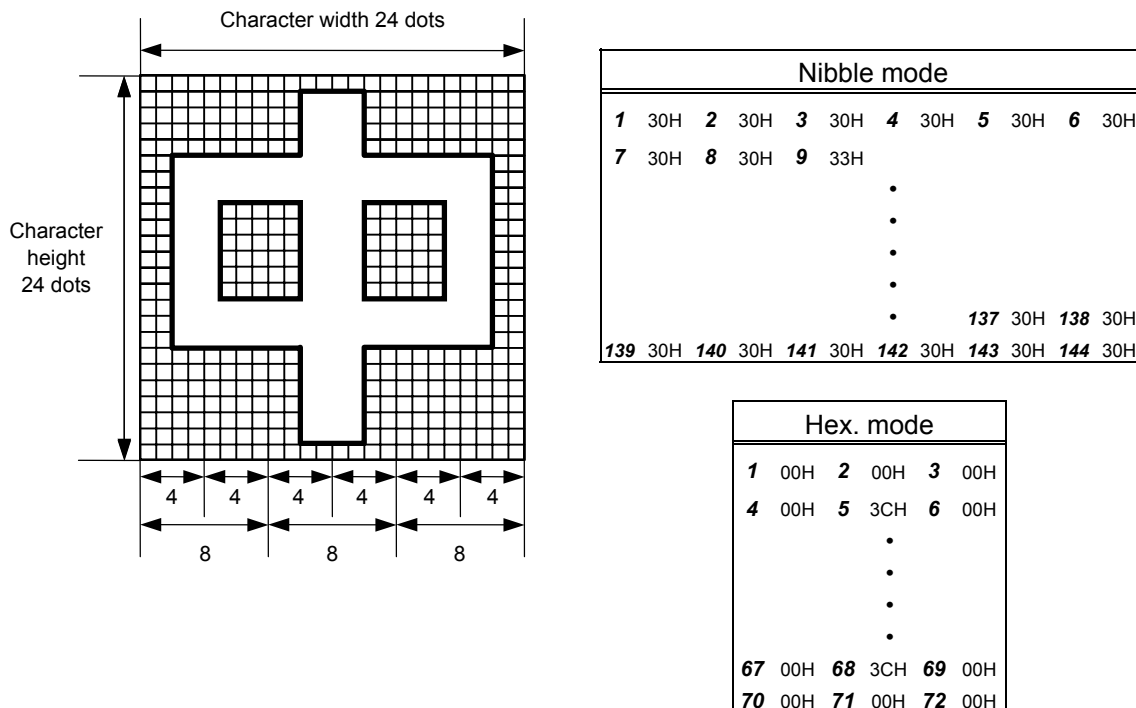 Character width 24 dots
Character
height
24 dots
4 4 4 4 4 4
8 8 8
Nibble mode
1 30H 2 30H 3 30H 4 30H 5 30H 6 30H
7 30H 8 30H 9 33H
137 30H 138 30H
139 30H 140 30H 141 30H 142 30H 143 30H 144 30H
Hex. mode
1 00H 2 00H 3 00H
4 00H 5 3CH 6 00H
67 00H 68 3CH 69 00H
70 00H 71 00H 72 00H